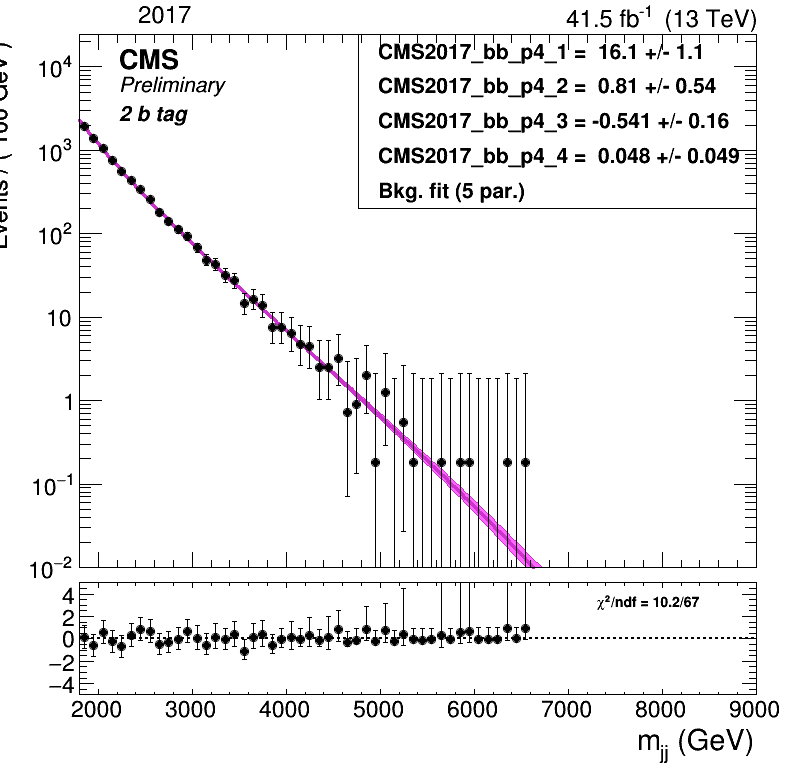 2017
41.5 fb⁻¹ (13 TeV)
CMS
Preliminary
2 b tag
CMS2017_bb_p4_1 = 16.1 +/- 1.1
CMS2017_bb_p4_2 = 0.81 +/- 0.54
CMS2017_bb_p4_3 = -0.541 +/- 0.16
CMS2017_bb_p4_4 = 0.048 +/- 0.049
Bkg. fit (5 par.)
10⁴
10³
10²
10
1
10⁻¹
10⁻²
χ²/ndf = 10.2/67
4
2
0
−2
−4
2000 3000 4000 5000 6000 7000 8000 9000
m_jj (GeV)